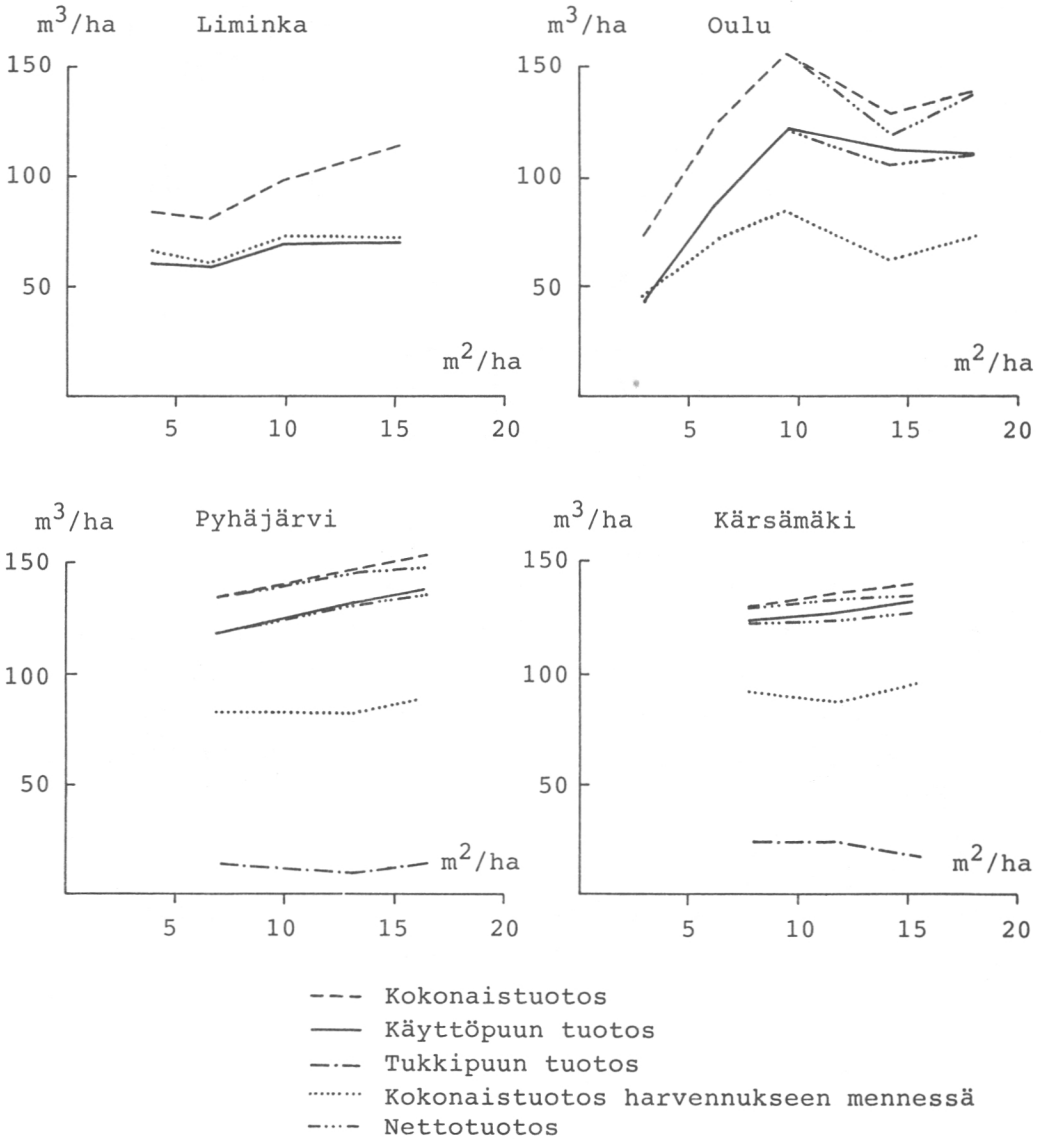 m³/ha Liminka
150
100
50
m²/ha
5 10 15 20
m³/ha Oulu
150
100
50
m²/ha
5 10 15 20
m³/ha Pyhäjärvi
150
100
50
m²/ha
5 10 15 20
m³/ha Kärsämäki
150
100
50
m²/ha
5 10 15 20
Kokonaistuotos
Käyttöpuun tuotos
Tukkipuun tuotos
Kokonaistuotos harvennukseen mennessä
Nettotuotos